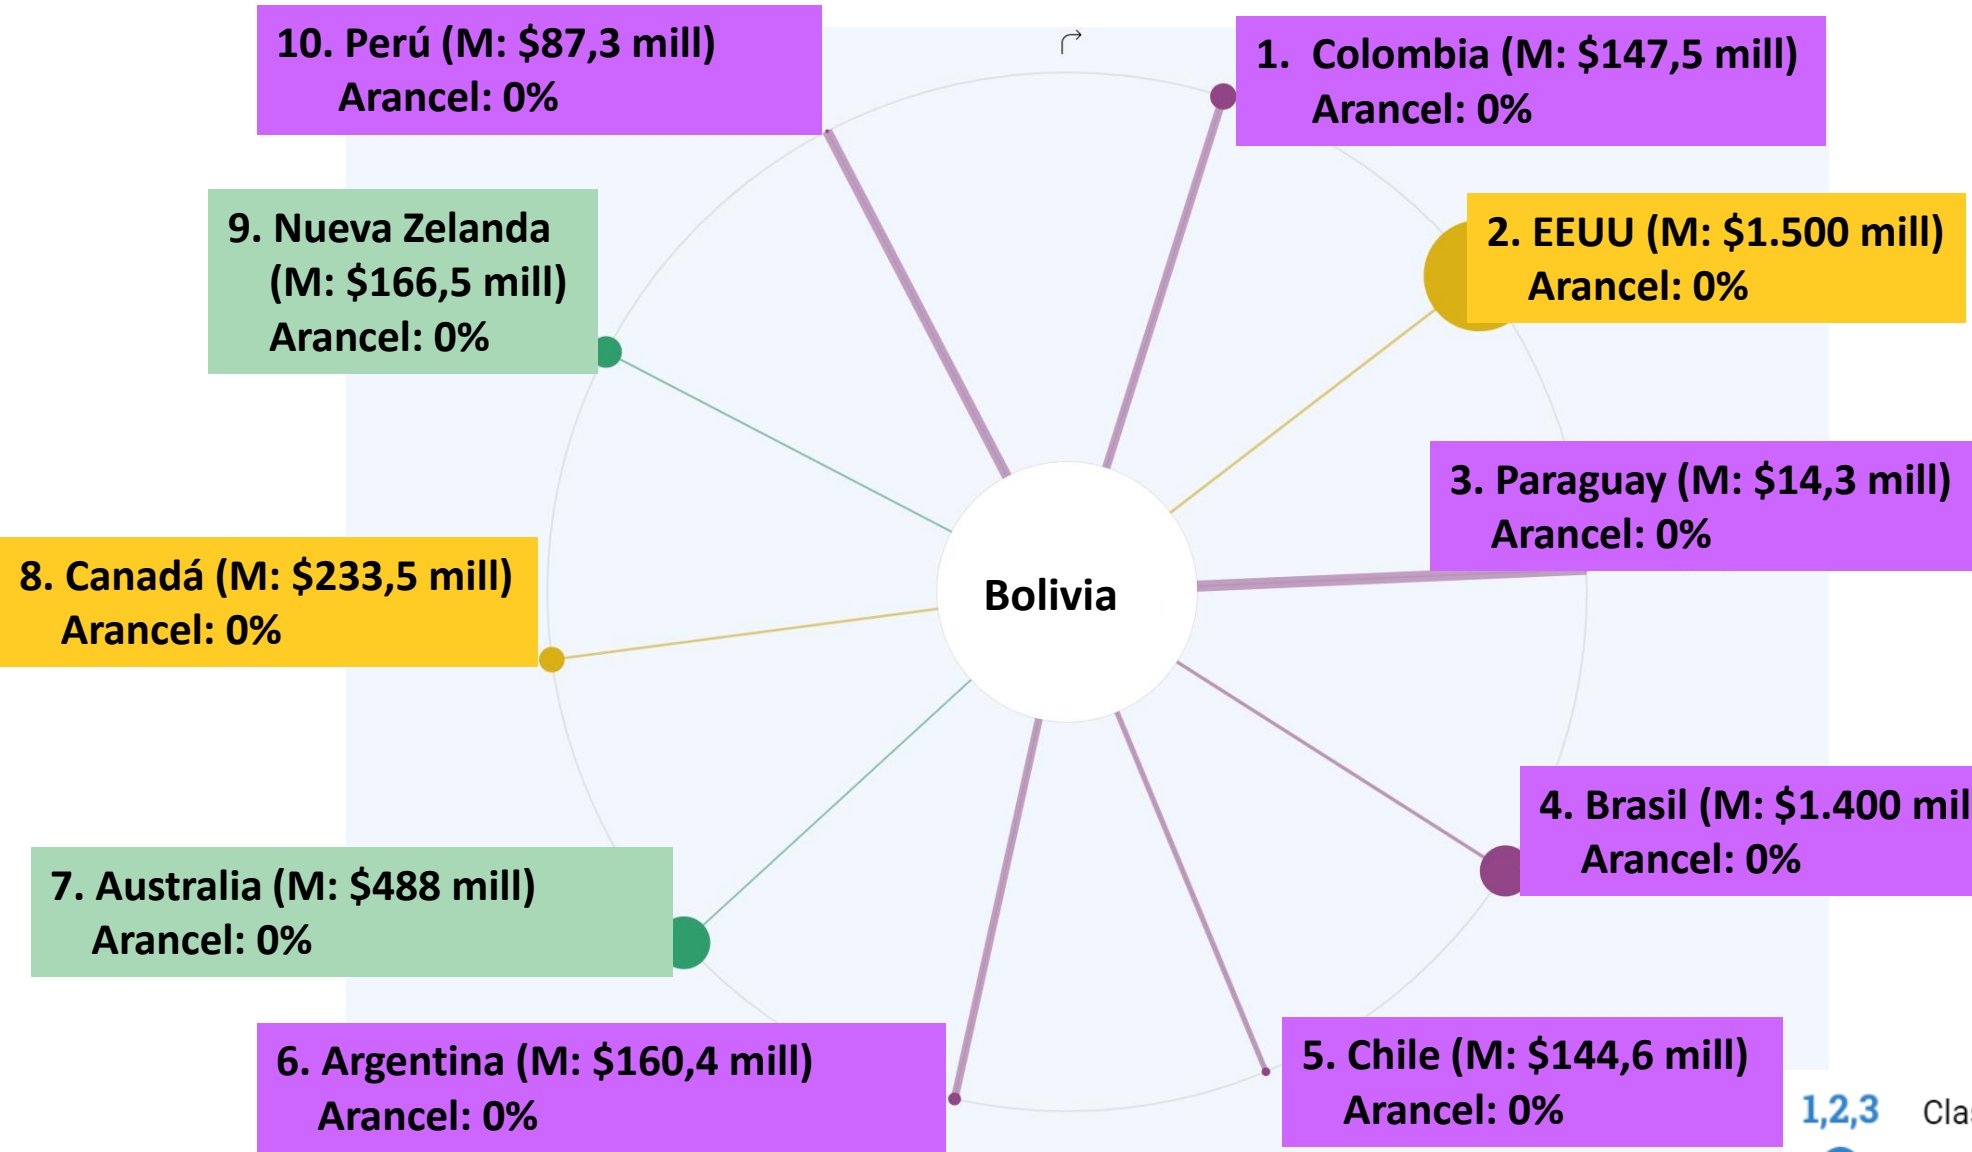 10. Perú (M: $87,3 mill)
Arancel: 0%
1. Colombia (M: $147,5 mill)
Arancel: 0%
9. Nueva Zelanda
(M: $166,5 mill)
Arancel: 0%
2. EEUU (M: $1.500 mill)
Arancel: 0%
3. Paraguay (M: $14,3 mill)
Arancel: 0%
8. Canadá (M: $233,5 mill)
Arancel: 0%
Bolivia
4. Brasil (M: $1.400 mil
Arancel: 0%
7. Australia (M: $488 mill)
Arancel: 0%
6. Argentina (M: $160,4 mill)
Arancel: 0%
5. Chile (M: $144,6 mill)
Arancel: 0%
1,2,3